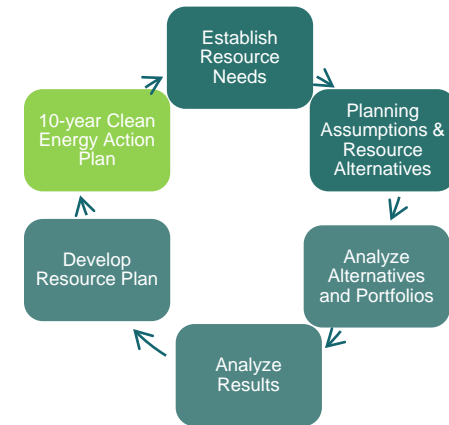 Establish
Resource
Needs
Planning
Assumptions &
Resource
Alternatives
Analyze
Alternatives
and Portfolios
Analyze
Results
Develop
Resource Plan
10-year Clean
Energy Action
Plan